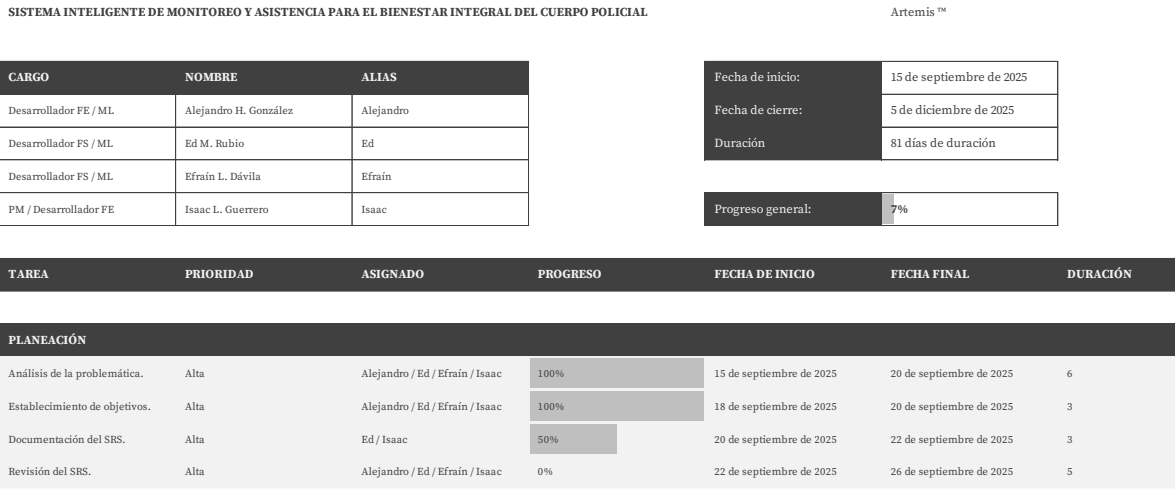 SISTEMA INTELIGENTE DE MONITOREO Y ASISTENCIA PARA EL BIENESTAR INTEGRAL DEL CUERPO POLICIAL Artemis ™
CARGO NOMBRE ALIAS
Desarrollador FE / ML Alejandro H. González Alejandro
Desarrollador FS / ML Ed M. Rubio Ed
Desarrollador FS / ML Efraín L. Dávila Efraín
PM / Desarrollador FE Isaac L. Guerrero Isaac
Fecha de inicio: 15 de septiembre de 2025
Fecha de cierre: 5 de diciembre de 2025
Duración 81 días de duración
Progreso general: 7%
TAREA PRIORIDAD ASIGNADO PROGRESO FECHA DE INICIO FECHA FINAL DURACIÓN
PLANEACIÓN
Análisis de la problemática. Alta Alejandro / Ed / Efraín / Isaac 100% 15 de septiembre de 2025 20 de septiembre de 2025 6
Establecimiento de objetivos. Alta Alejandro / Ed / Efraín / Isaac 100% 18 de septiembre de 2025 20 de septiembre de 2025 3
Documentación del SRS. Alta Ed / Isaac 50% 20 de septiembre de 2025 22 de septiembre de 2025 3
Revisión del SRS. Alta Alejandro / Ed / Efraín / Isaac 0% 22 de septiembre de 2025 26 de septiembre de 2025 5